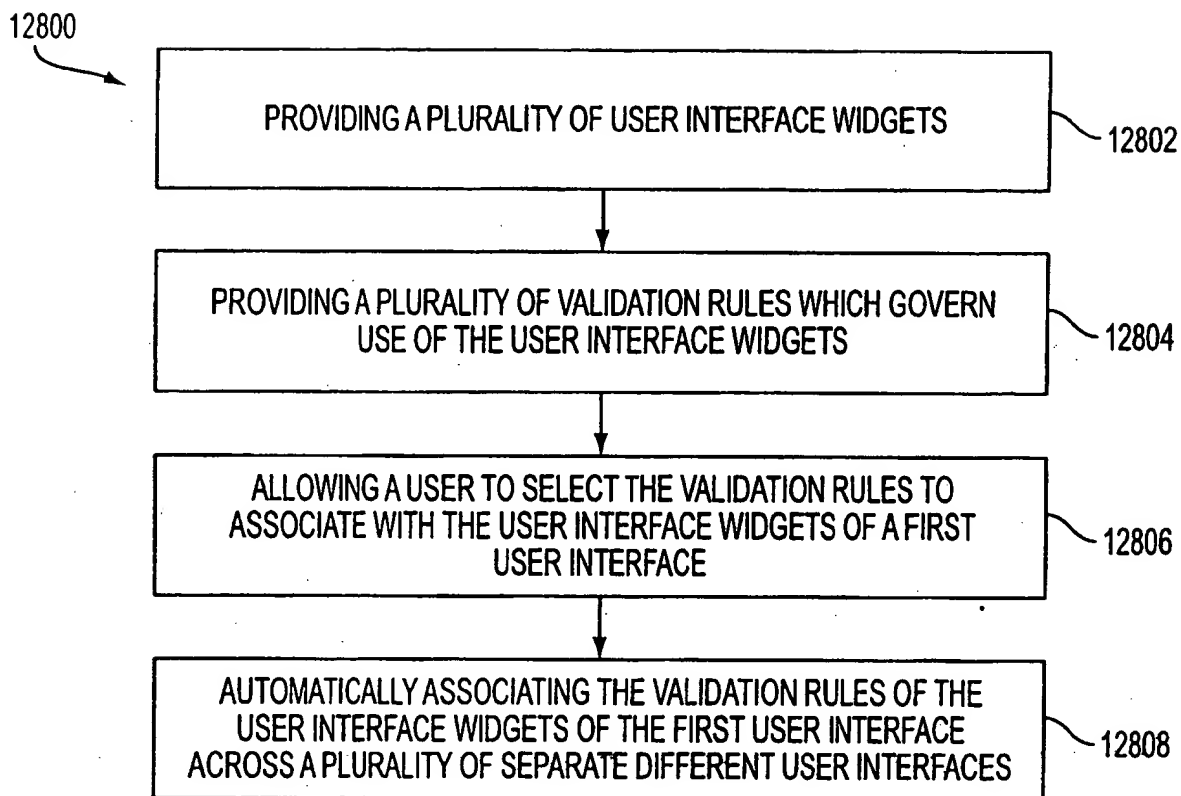 12800
PROVIDING A PLURALITY OF USER INTERFACE WIDGETS
12802
PROVIDING A PLURALITY OF VALIDATION RULES WHICH GOVERN
USE OF THE USER INTERFACE WIDGETS
12804
ALLOWING A USER TO SELECT THE VALIDATION RULES TO
ASSOCIATE WITH THE USER INTERFACE WIDGETS OF A FIRST
USER INTERFACE
12806
AUTOMATICALLY ASSOCIATING THE VALIDATION RULES OF THE
USER INTERFACE WIDGETS OF THE FIRST USER INTERFACE
ACROSS A PLURALITY OF SEPARATE DIFFERENT USER INTERFACES
12808